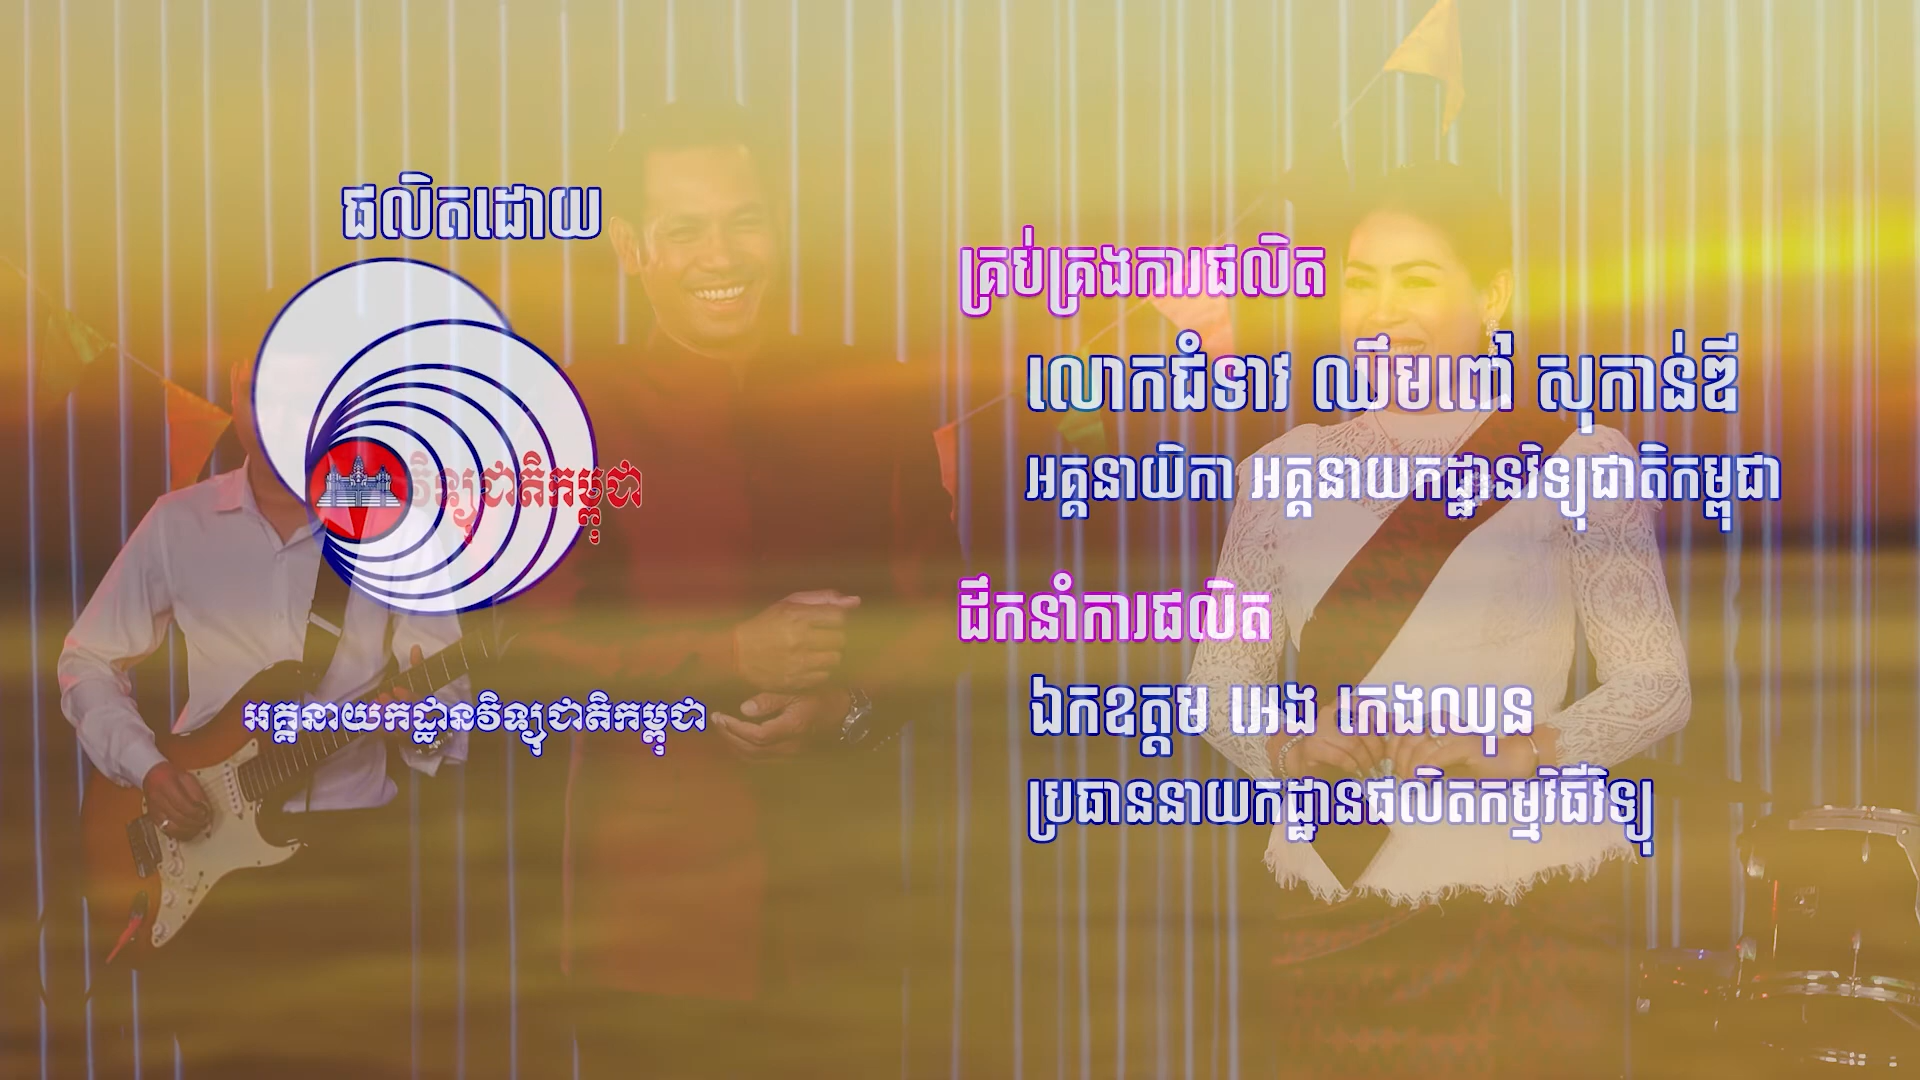 ផលិតដោយ
វិទ្យុជាតិកម្ពុជា
អគ្គនាយកដ្ឋានវិទ្យុជាតិកម្ពុជា
គ្រប់គ្រងការផលិត
លោកជំទាវ ឈឹមពៅ សុកាន់ឌី
អគ្គនាយិកា អគ្គនាយកដ្ឋានវិទ្យុជាតិកម្ពុជា
ដឹកនាំការផលិត
ឯកឧត្តម អេង កេងឈុន
ប្រធាននាយកដ្ឋានផលិតកម្មវិធីវិទ្យុ